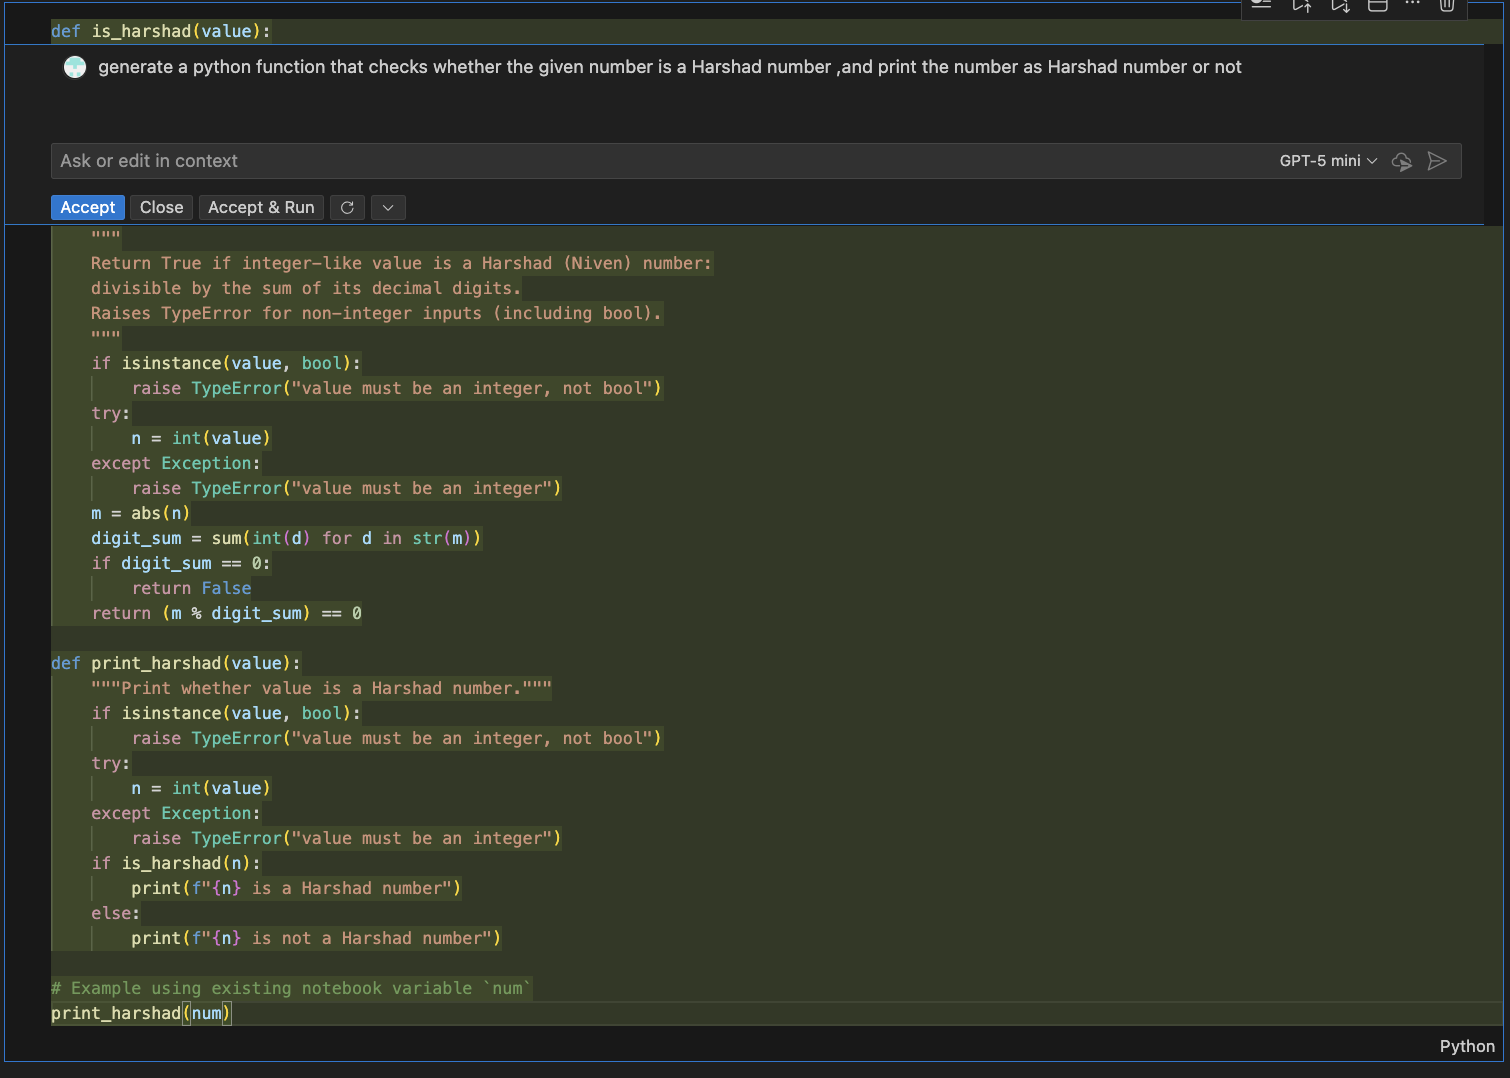 def is_harshad(value):
generate a python function that checks whether the given number is a Harshad number ,and print the number as Harshad number or not
Ask or edit in context
GPT-5 mini
Accept
Close
Accept & Run
"""
Return True if integer-like value is a Harshad (Niven) number:
divisible by the sum of its decimal digits.
Raises TypeError for non-integer inputs (including bool).
"""
if isinstance(value, bool):
raise TypeError("value must be an integer, not bool")
try:
n = int(value)
except Exception:
raise TypeError("value must be an integer")
m = abs(n)
digit_sum = sum(int(d) for d in str(m))
if digit_sum == 0:
return False
return (m % digit_sum) == 0
def print_harshad(value):
"""Print whether value is a Harshad number."""
if isinstance(value, bool):
raise TypeError("value must be an integer, not bool")
try:
n = int(value)
except Exception:
raise TypeError("value must be an integer")
if is_harshad(n):
print(f"{n} is a Harshad number")
else:
print(f"{n} is not a Harshad number")
# Example using existing notebook variable `num`
print_harshad(num)
Python